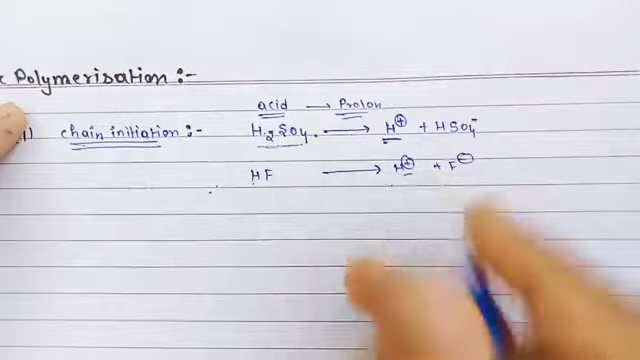 Polymerisation :-
acid → Proton
1) chain initiation :- H₂SO₄ → H⊕ + HSO₄⁻
HF → H⊕ + F⊖